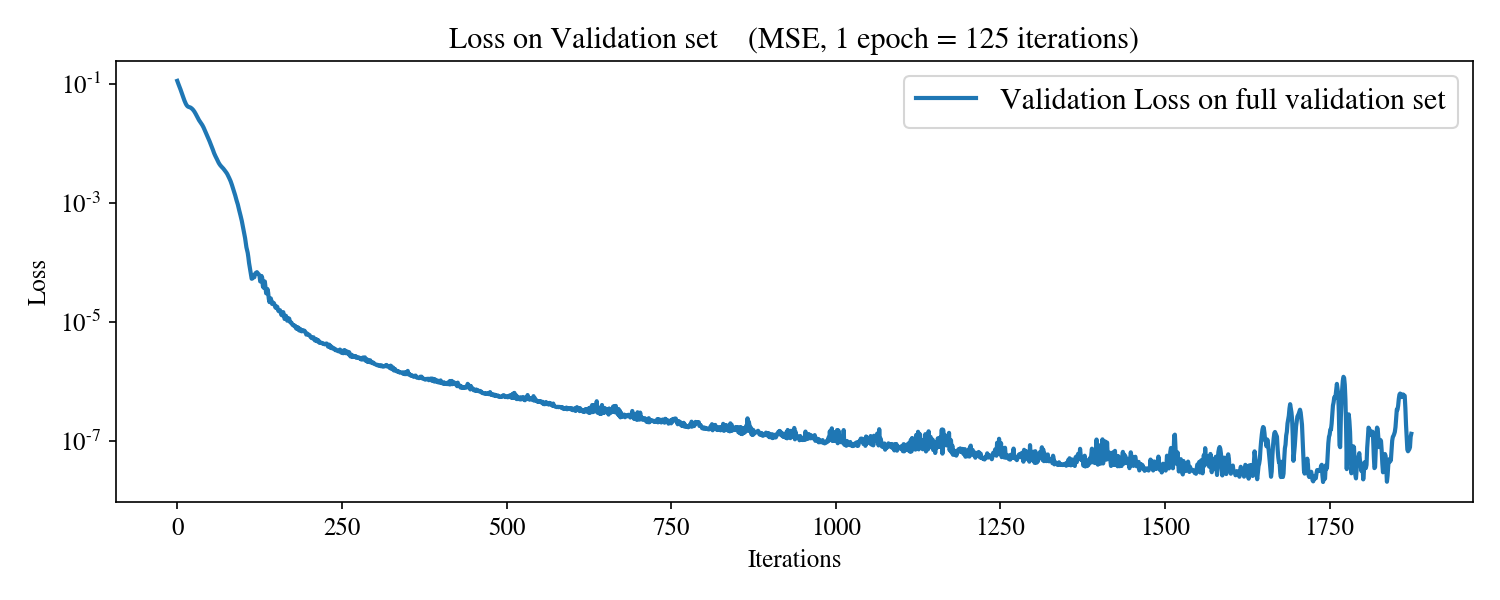 Loss on Validation set (MSE, 1 epoch = 125 iterations)
Validation Loss on full validation set
10⁻¹
10⁻³
10⁻⁵
10⁻⁷
Loss
0 250 500 750 1000 1250 1500 1750
Iterations